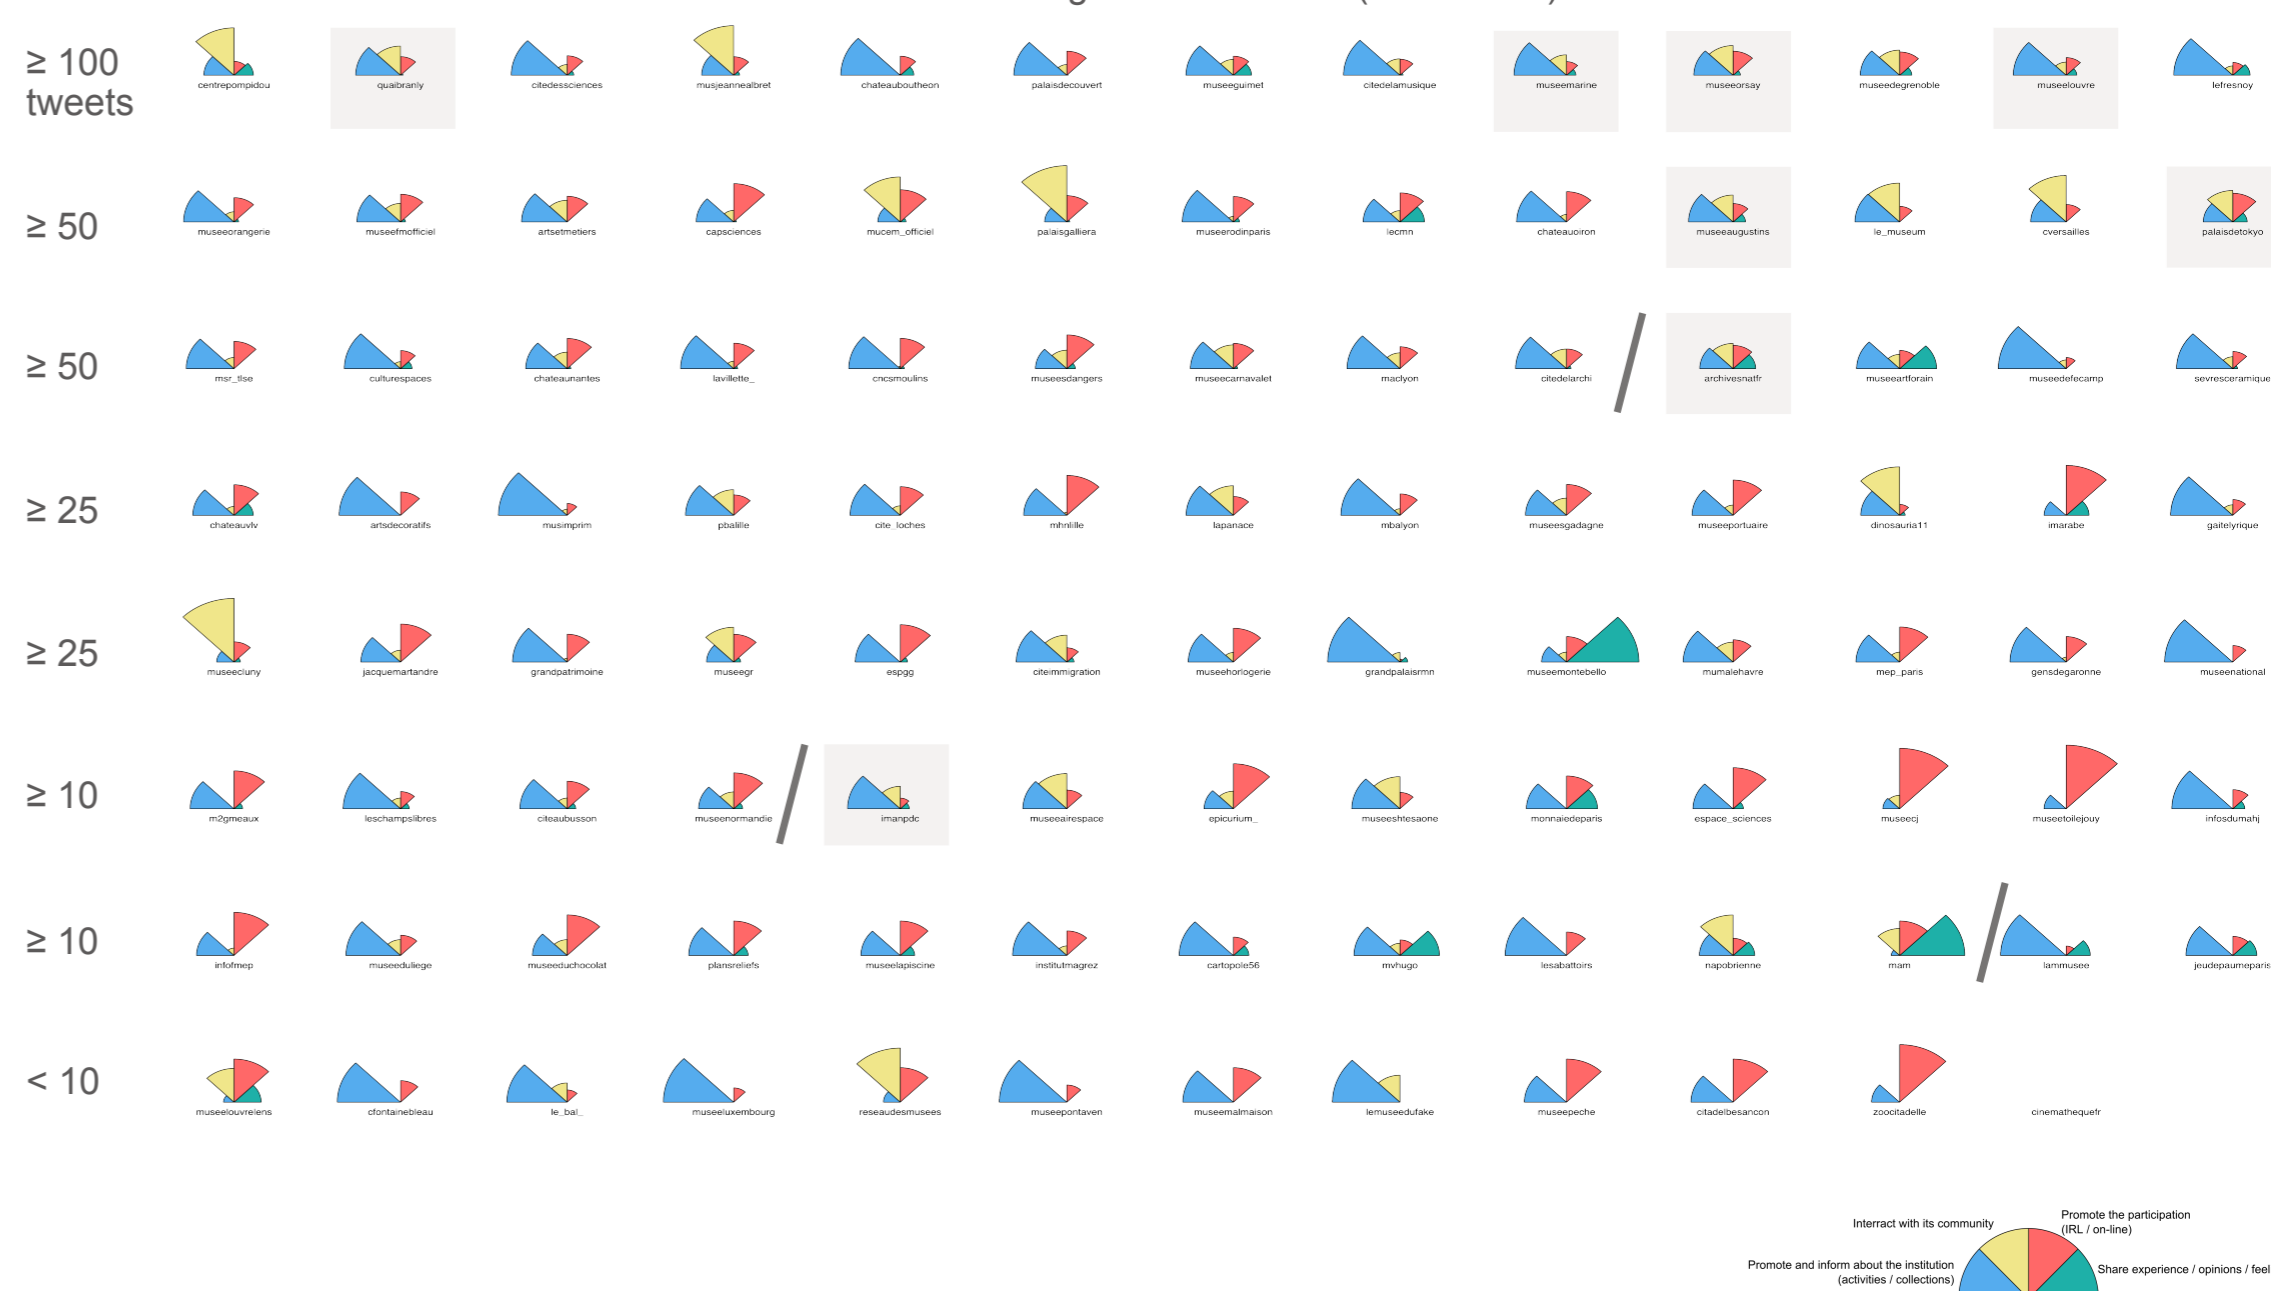 ≥ 100
tweets
centrepompidou quaibranly citedessciences musjeannealbret chateauboutheon palaisdecouvert museeguimet citedelamusique museemarine museeorsay museedegrenoble museelouvre lefresnoy
≥ 50
museeorangerie museefmofficiel artsetmetiers capsciences mucem_officiel palaisgalliera museerodinparis lecmn chateauoiron museeaugustins le_museum cversailles palaisdetokyo
≥ 50
msr_tlse culturespaces chateaunantes lavillette_ cncsmoulins museesdangers museecarnavalet maclyon citedelarchi archivesnatfr museeartforain museedefecamp sevresceramique
≥ 25
chateauvlv artsdecoratifs musimprim pbalille cite_loches mhnlille lapanace mbalyon museesgadagne museeportuaire dinosauria11 imarabe gaitelyrique
≥ 25
museecluny jacquemartandre grandpatrimoine museegr espgg citeimmigration museehorlogerie grandpalaisrmn museemontebello mumalehavre mep_paris gensdegaronne museenational
≥ 10
m2gmeaux leschampslibres citeaubusson museenormandie imanpdc museeairespace epicurium_ museeshtesaone monnaiedeparis espace_sciences museecj museetoilejouy infosdumahj
≥ 10
infofmep museeduliege museeduchocolat plansreliefs museelapiscine institutmagrez cartopole56 mvhugo lesabattoirs napobrienne mam lammusee jeudepaumeparis
< 10
museelouvrelens cfontainebleau le_bal_ museeluxembourg reseaudesmusees museepontaven museemalmaison lemuseedufake museepeche citadelbesancon zoocitadelle cinemathequefr
Interract with its community
Promote the participation
(IRL / on-line)
Promote and inform about the institution
(activities / collections)
Share experience / opinions / feel